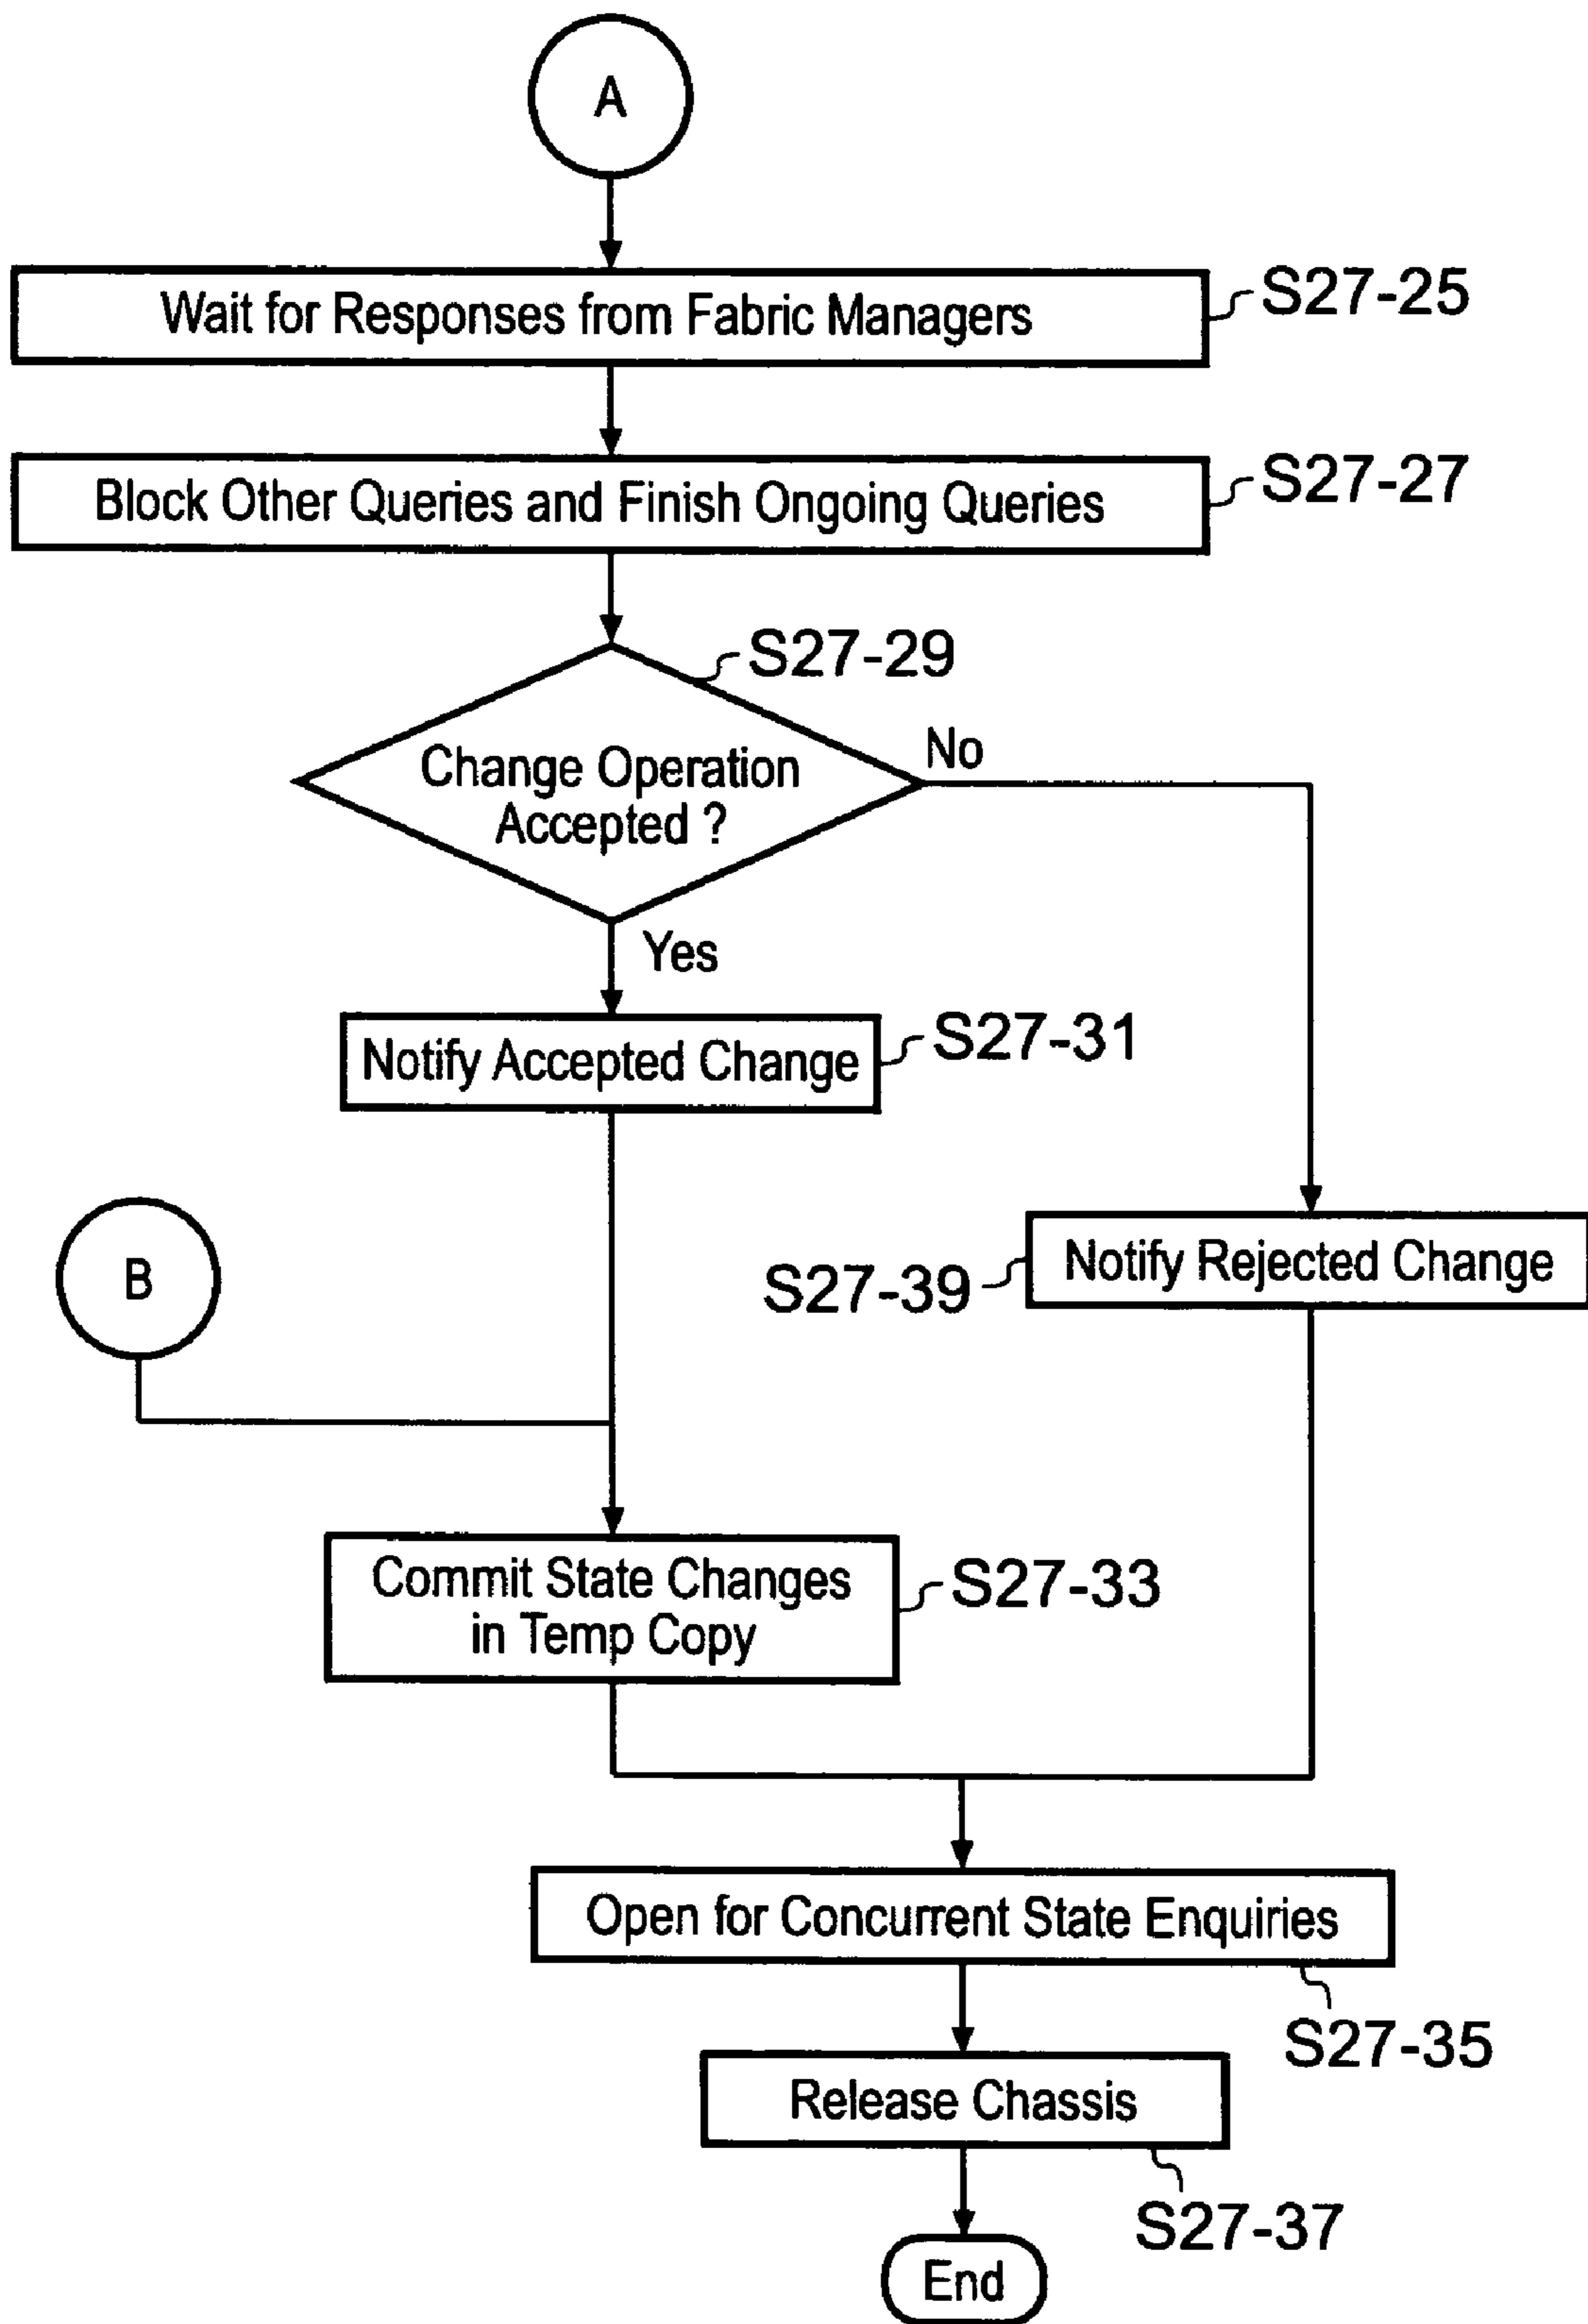 A
Wait for Responses from Fabric Managers
S27-25
Block Other Queries and Finish Ongoing Queries
S27-27
S27-29
Change Operation
Accepted ?
No
Yes
Notify Accepted Change
S27-31
B
Notify Rejected Change
S27-39
Commit State Changes
in Temp Copy
S27-33
Open for Concurrent State Enquiries
S27-35
Release Chassis
S27-37
End